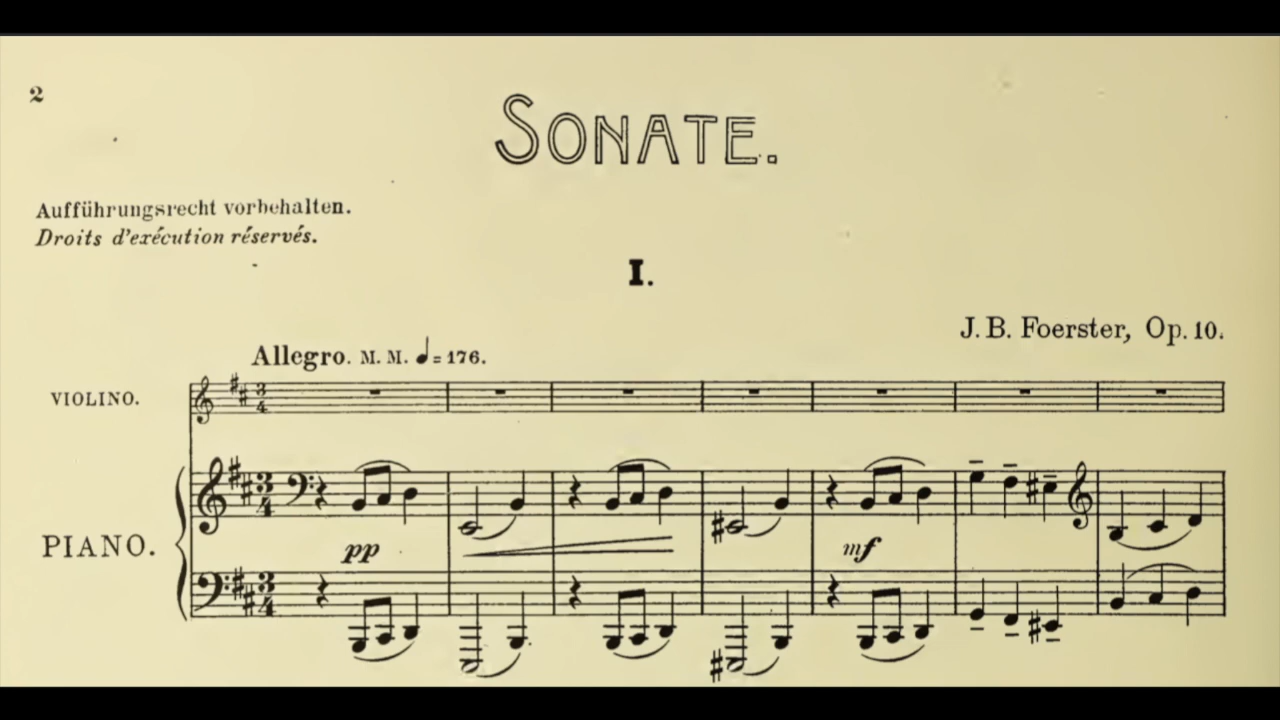 2
SONATE.
Aufführungsrecht vorbehalten.
Droits d'exécution réservés.
I.
J. B. Foerster, Op. 10.
Allegro. M. M. ♩= 176.
VIOLINO.
PIANO.
pp
mf